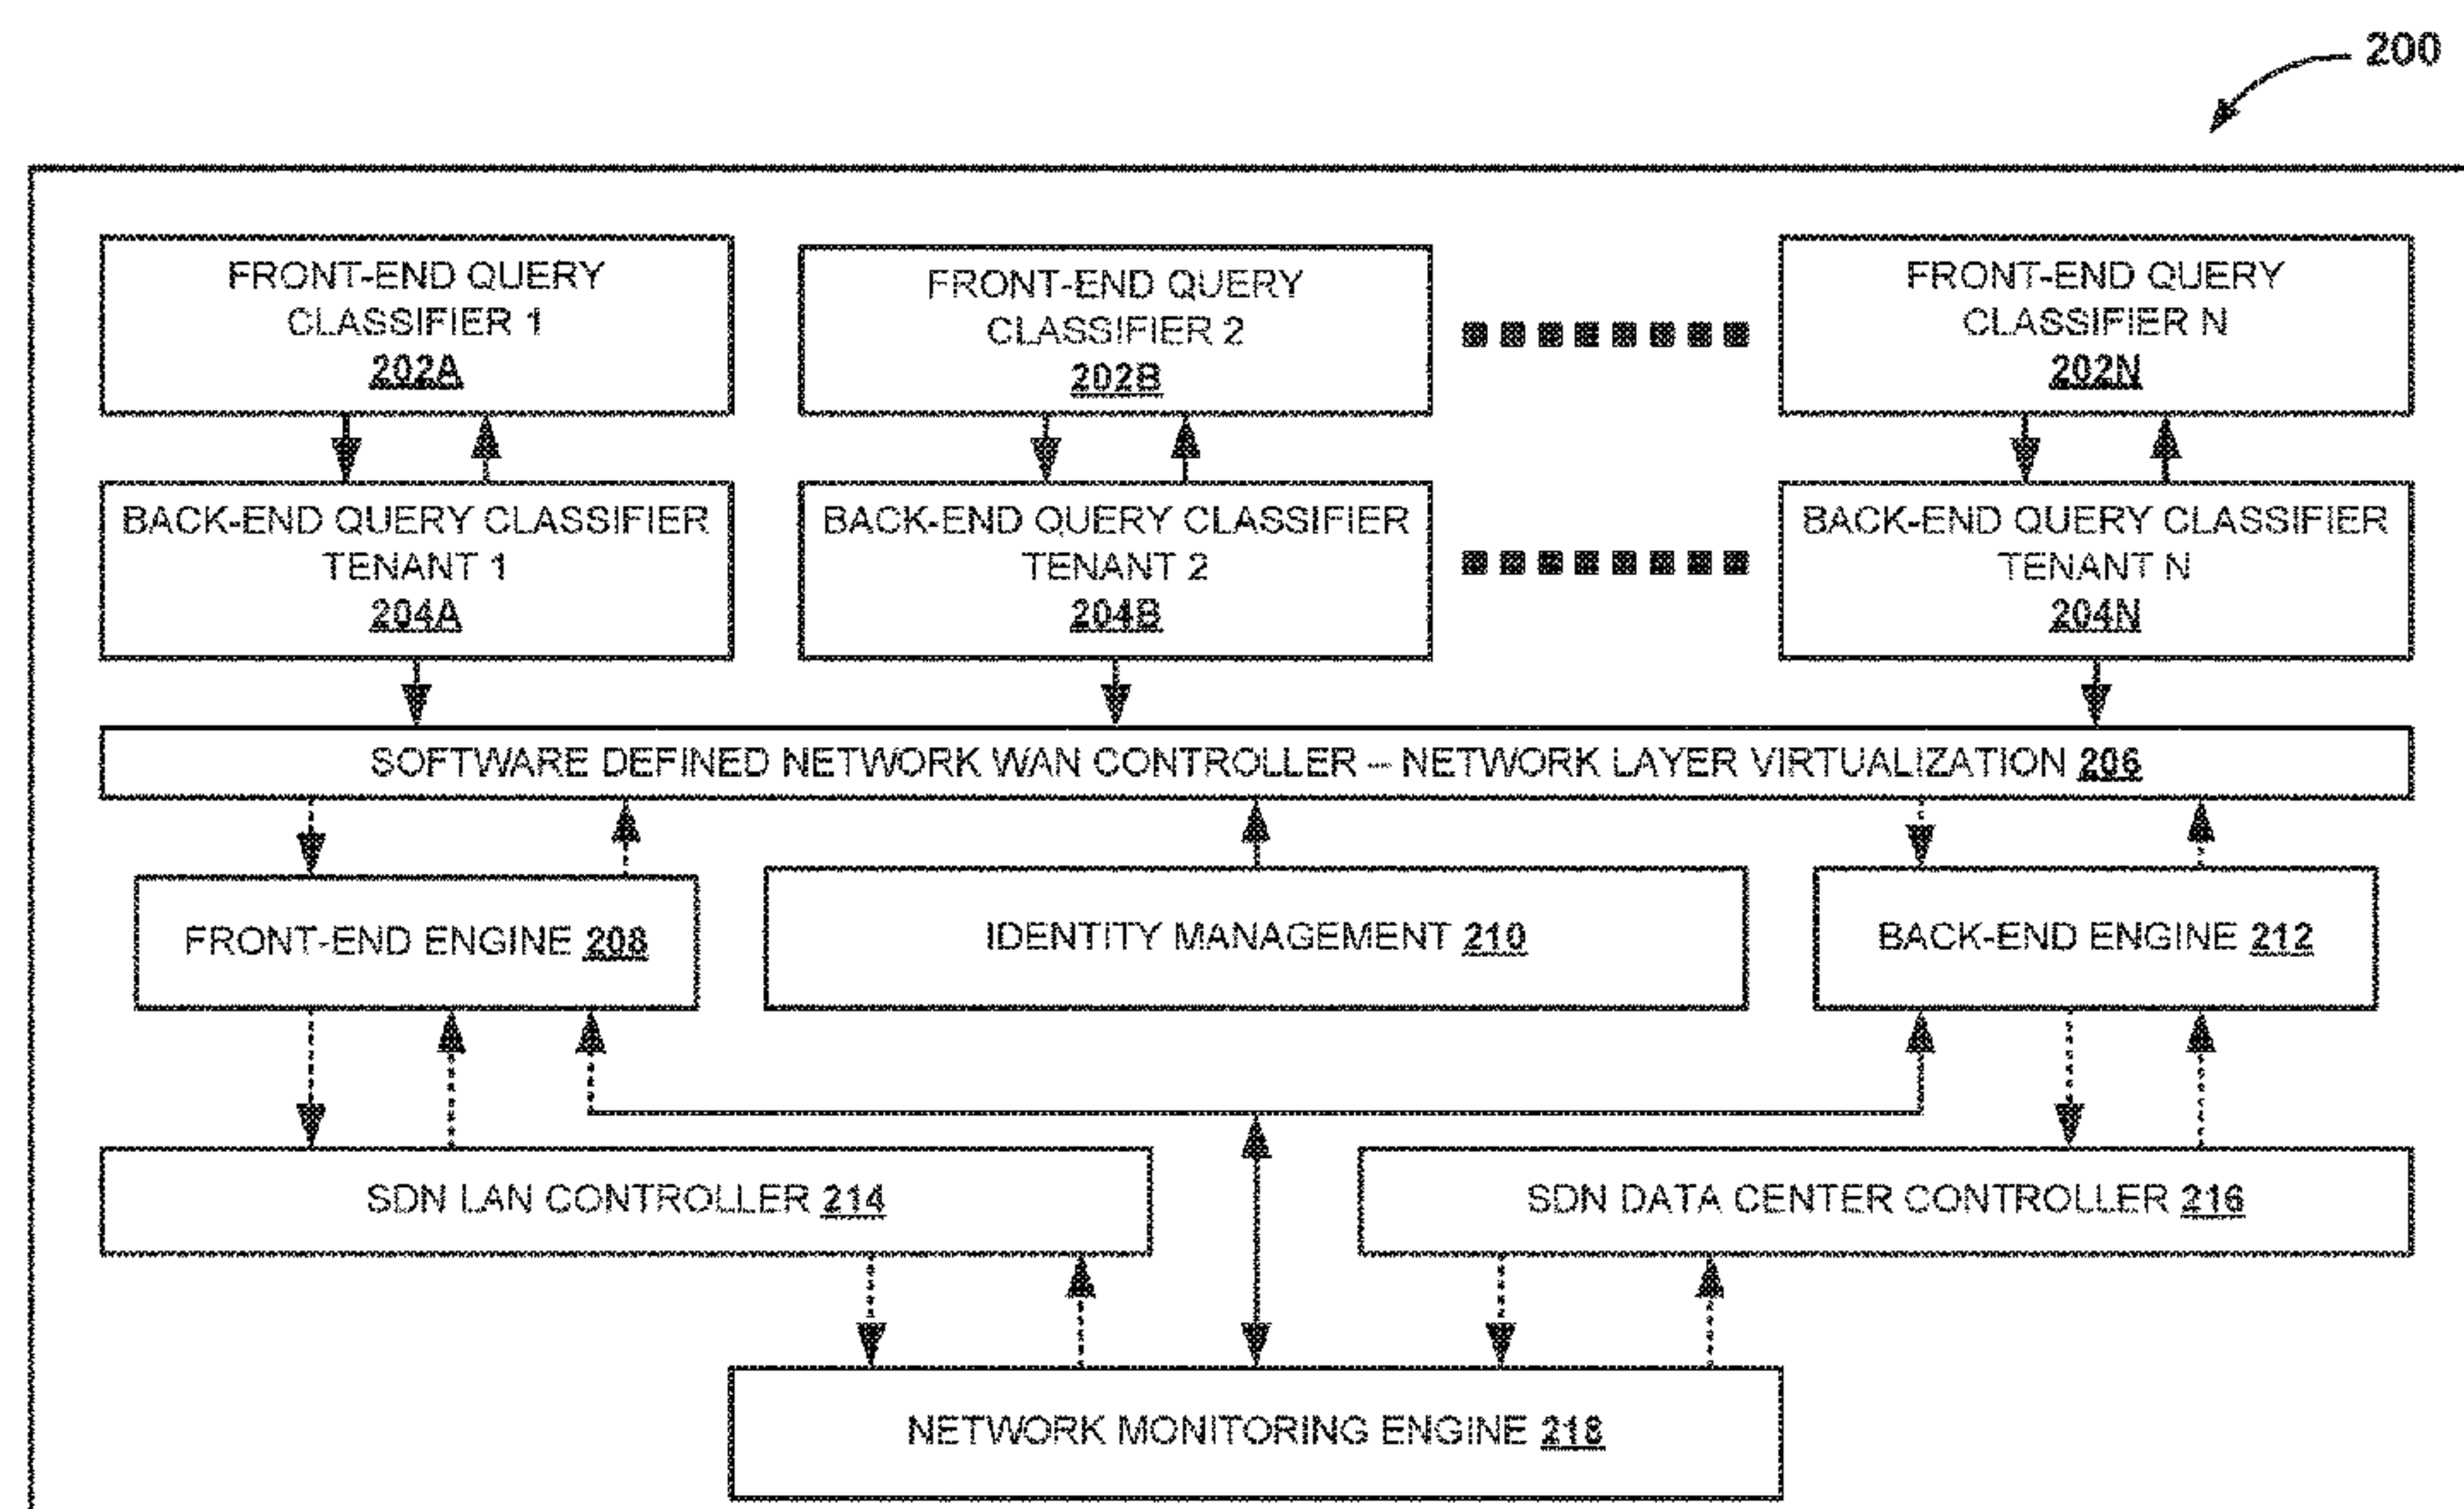 200
FRONT-END QUERY
CLASSIFIER 1
202A
FRONT-END QUERY
CLASSIFIER 2
202B
FRONT-END QUERY
CLASSIFIER N
202N
BACK-END QUERY CLASSIFIER
TENANT 1
204A
BACK-END QUERY CLASSIFIER
TENANT 2
204B
BACK-END QUERY CLASSIFIER
TENANT N
204N
SOFTWARE DEFINED NETWORK WAN CONTROLLER – NETWORK LAYER VIRTUALIZATION 206
FRONT-END ENGINE 208
IDENTITY MANAGEMENT 210
BACK-END ENGINE 212
SDN LAN CONTROLLER 214
SDN DATA CENTER CONTROLLER 216
NETWORK MONITORING ENGINE 218